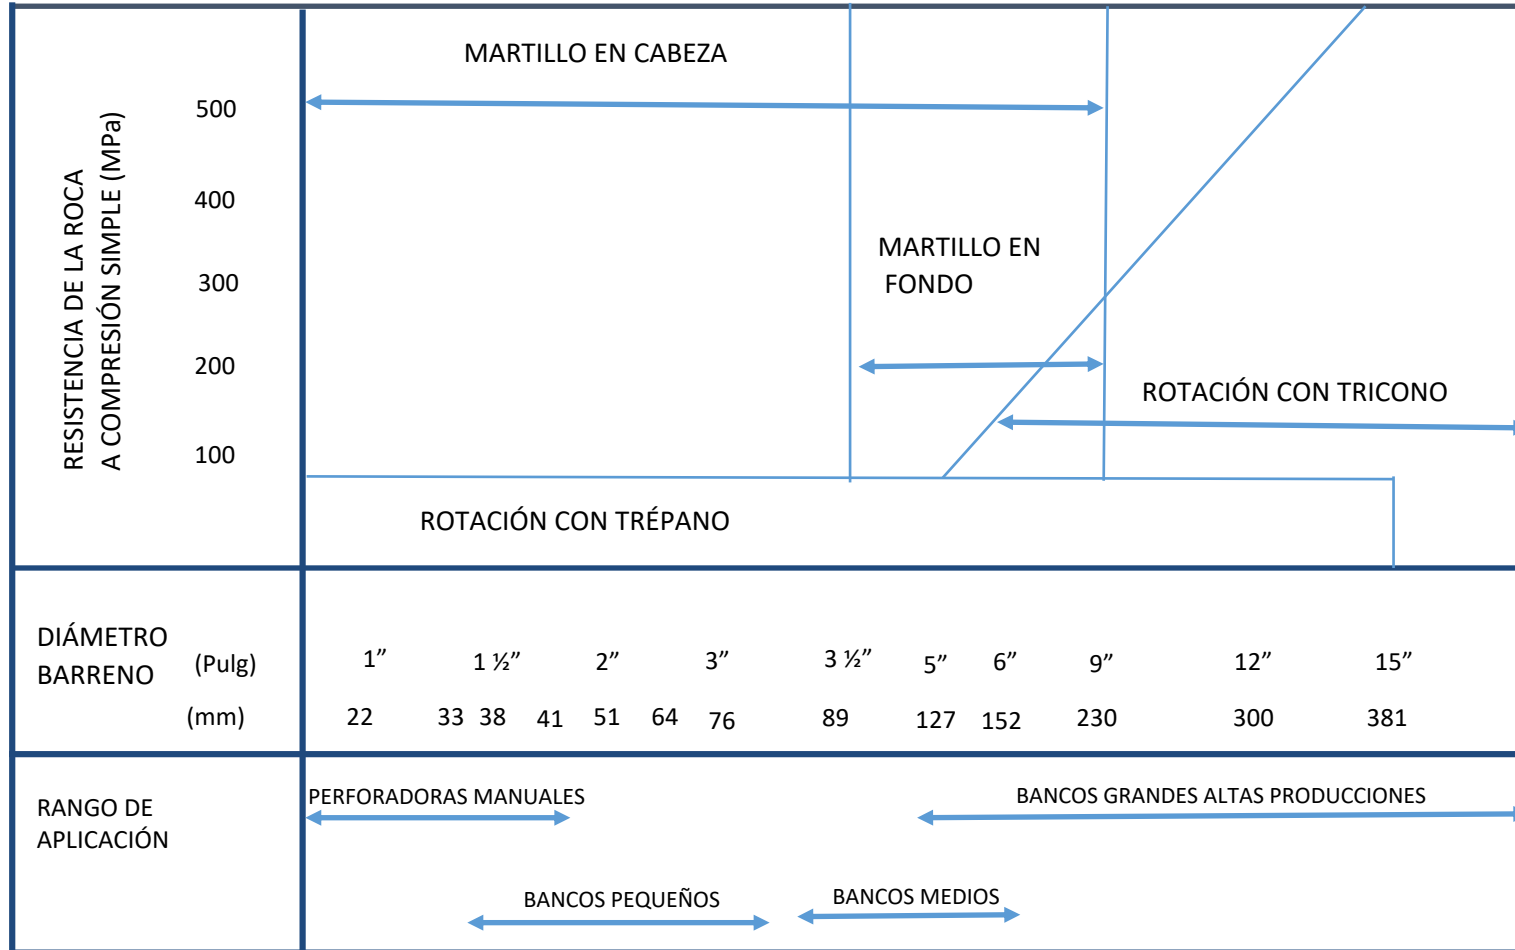 MARTILLO EN CABEZA
RESISTENCIA DE LA ROCA
A COMPRESIÓN SIMPLE (MPa)
500
400
300
200
100
MARTILLO EN
FONDO
ROTACIÓN CON TRICONO
ROTACIÓN CON TRÉPANO
DIÁMETRO
BARRENO
(Pulg) 1” 1 ½” 2” 3” 3 ½” 5” 6” 9” 12” 15”
(mm) 22 33 38 41 51 64 76 89 127 152 230 300 381
RANGO DE
APLICACIÓN
PERFORADORAS MANUALES
BANCOS GRANDES ALTAS PRODUCCIONES
BANCOS PEQUEÑOS
BANCOS MEDIOS